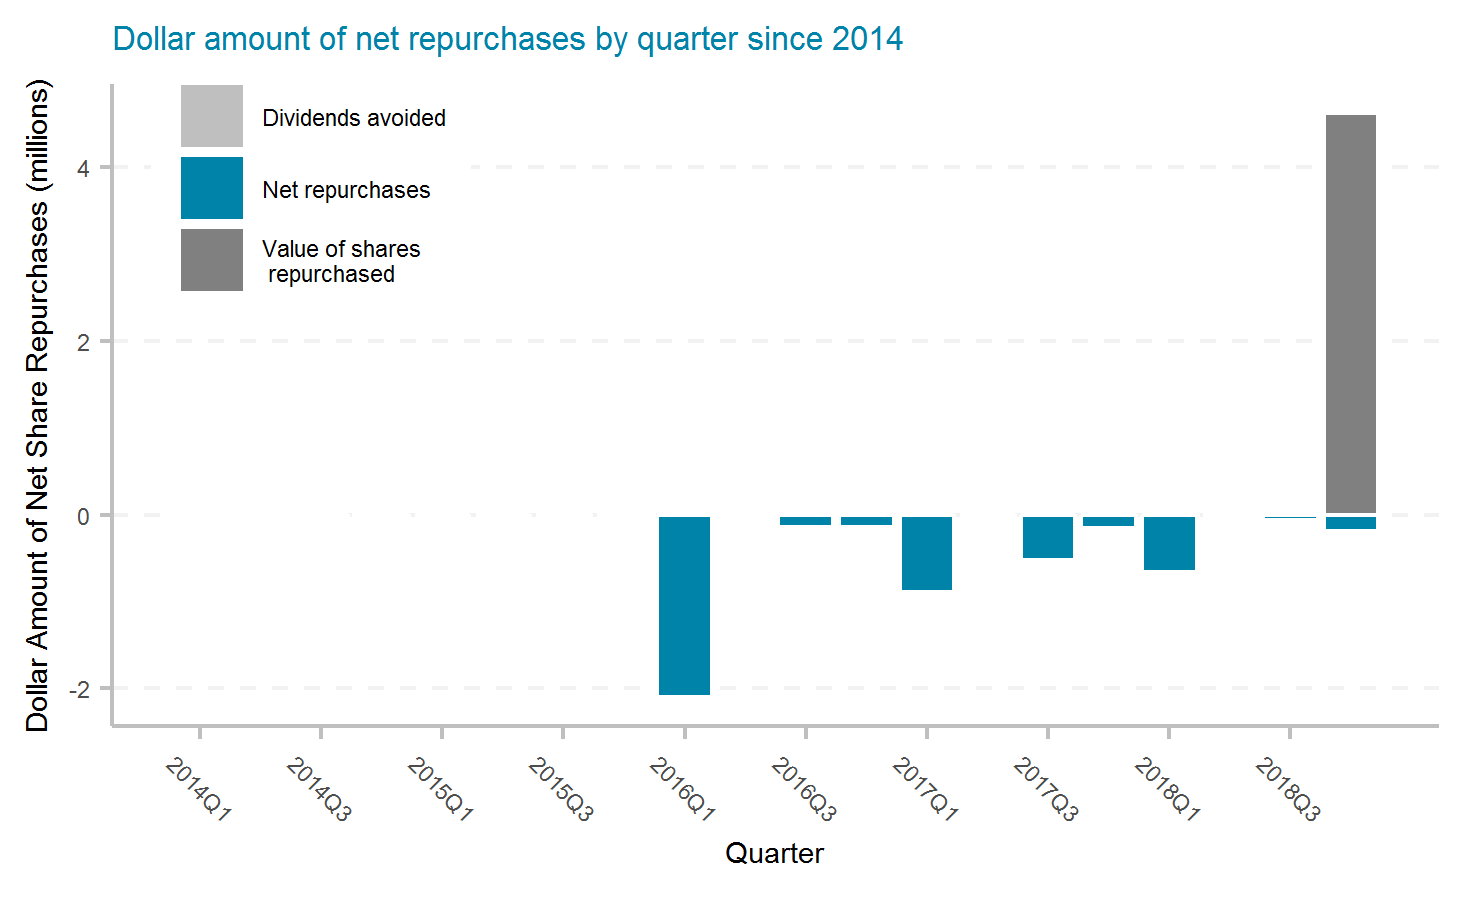 Dollar amount of net repurchases by quarter since 2014
Dollar Amount of Net Share Repurchases (millions)
Dividends avoided
Net repurchases
Value of shares
repurchased
4
2
0
-2
2014Q1
2014Q3
2015Q1
2015Q3
2016Q1
2016Q3
2017Q1
2017Q3
2018Q1
2018Q3
Quarter